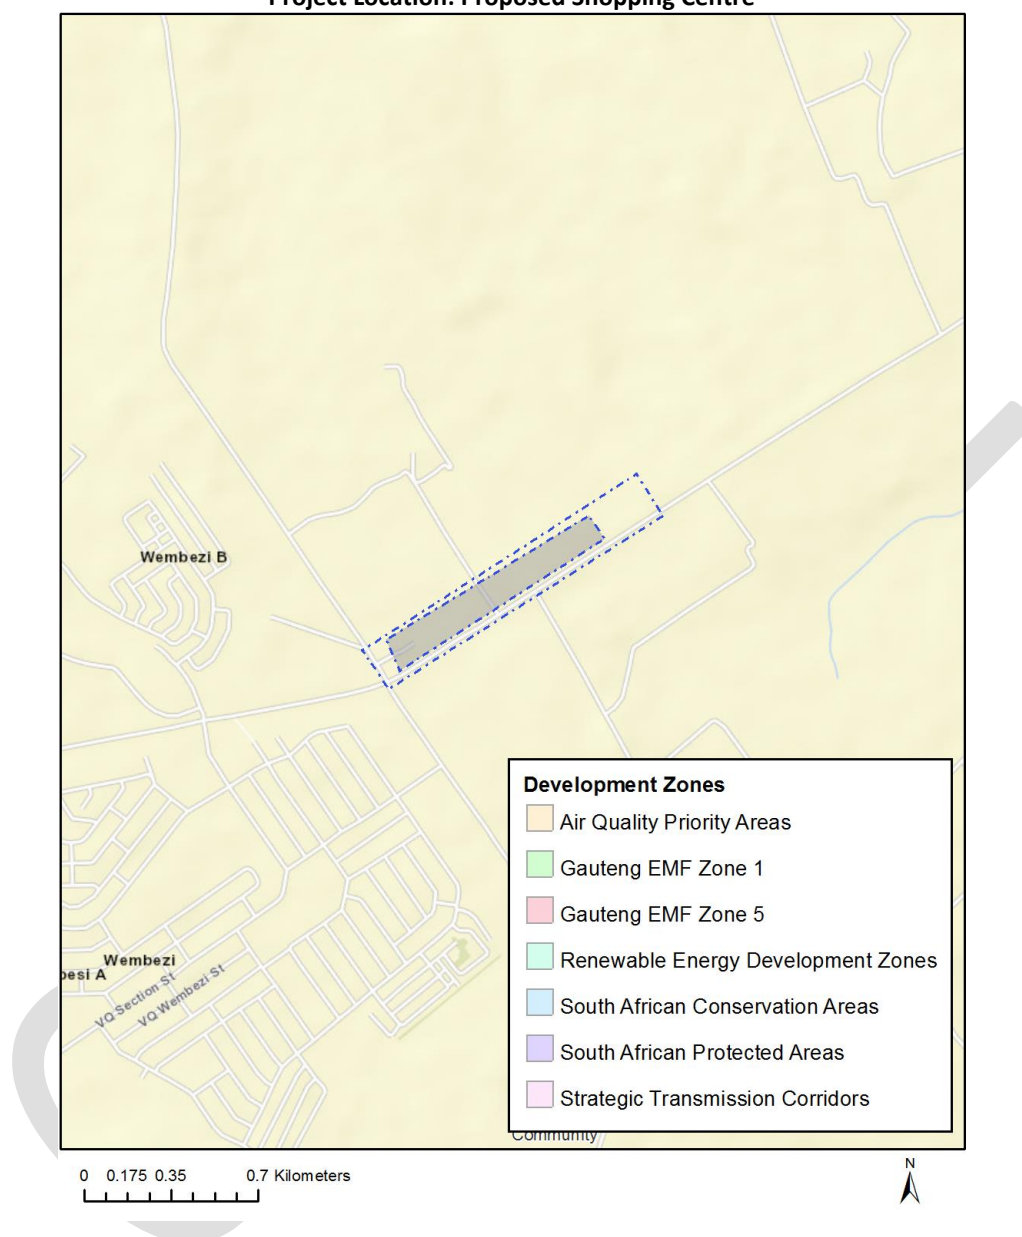 Project Location: Proposed Shopping Centre
Wembezi B
Development Zones
Air Quality Priority Areas
Gauteng EMF Zone 1
Gauteng EMF Zone 5
Renewable Energy Development Zones
South African Conservation Areas
South African Protected Areas
Strategic Transmission Corridors
Wembezi
besi A
VQ Section St
VQ Wembezi St
Community
0 0.175 0.35 0.7 Kilometers
N